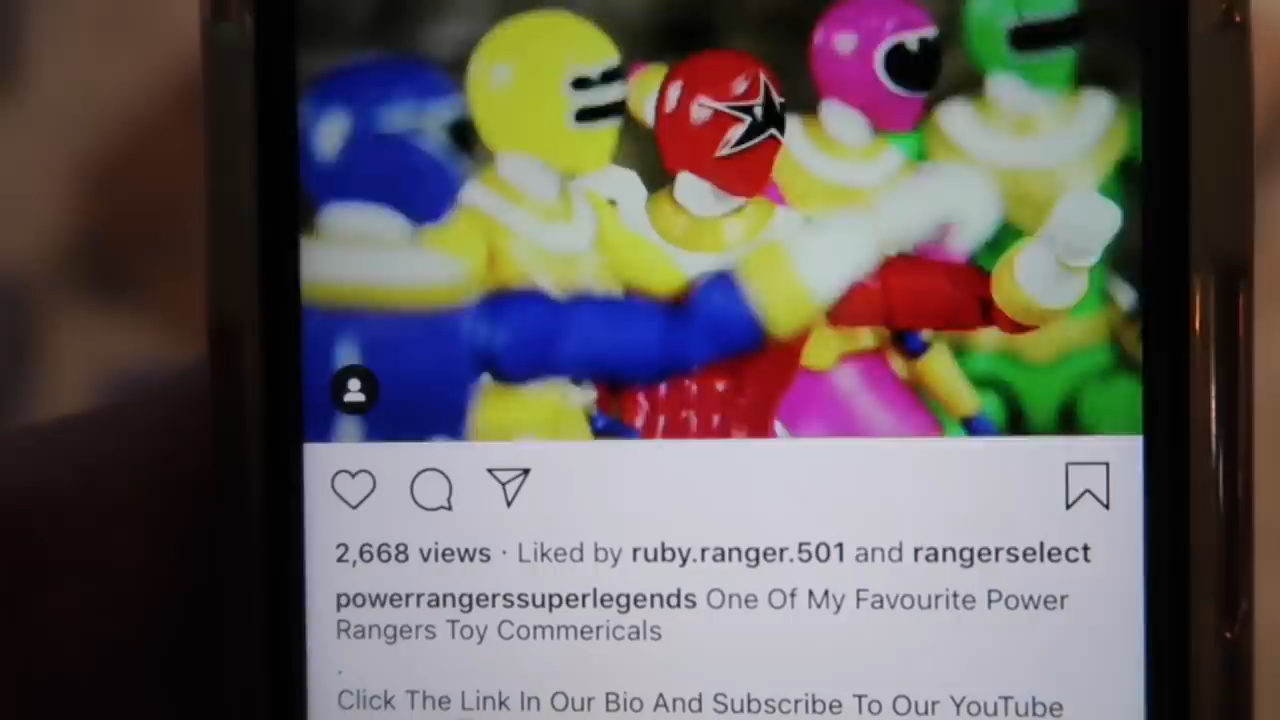 2,668 views · Liked by ruby.ranger.501 and rangerselect
powerrangerssuperlegends One Of My Favourite Power
Rangers Toy Commericals
.
Click The Link In Our Bio And Subscribe To Our YouTube